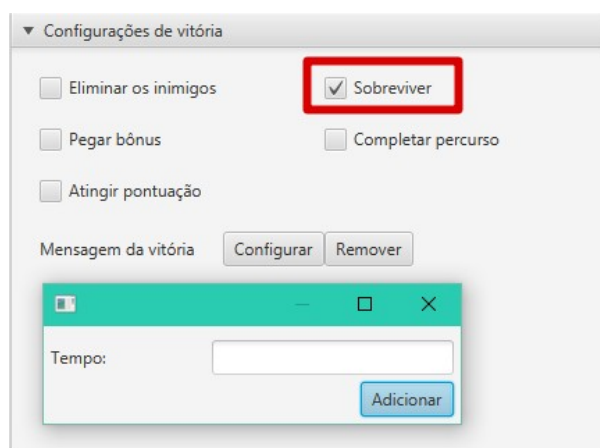 Configurações de vitória
Eliminar os inimigos
Sobreviver
Pegar bônus
Completar percurso
Atingir pontuação
Mensagem da vitória
Configurar
Remover
Tempo:
Adicionar